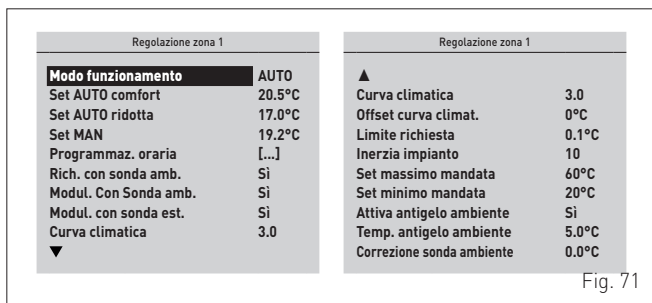 Regolazione zona 1
Modo funzionamento AUTO
Set AUTO comfort 20.5°C
Set AUTO ridotta 17.0°C
Set MAN 19.2°C
Programmaz. oraria [...]
Rich. con sonda amb. Sì
Modul. Con Sonda amb. Sì
Modul. con sonda est. Sì
Curva climatica 3.0
▼
Regolazione zona 1
▲
Curva climatica 3.0
Offset curva climat. 0°C
Limite richiesta 0.1°C
Inerzia impianto 10
Set massimo mandata 60°C
Set minimo mandata 20°C
Attiva antigelo ambiente Sì
Temp. antigelo ambiente 5.0°C
Correzione sonda ambiente 0.0°C
Fig. 71